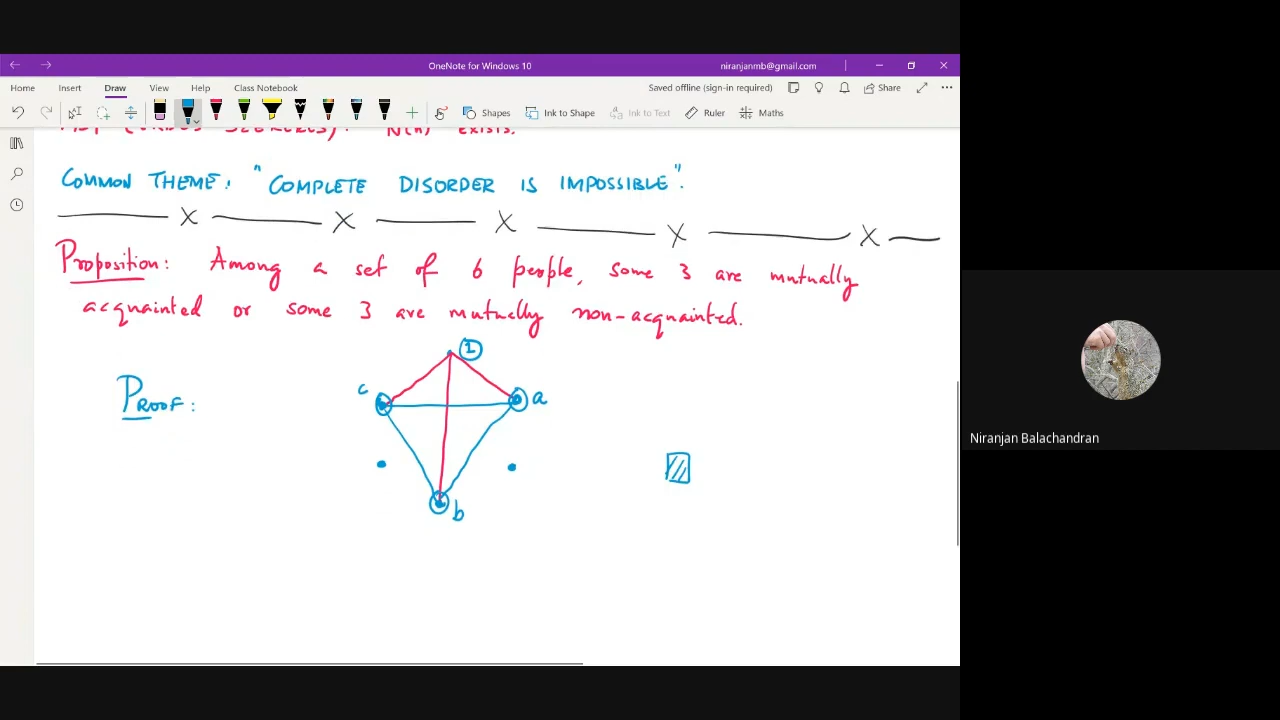 OneNote for Windows 10
niranjanmb@gmail.com
Home Insert Draw View Help Class Notebook
Saved offline (sign-in required) Share
Shapes Ink to Shape Ink to Text Ruler Maths
N(n) EXISTS.
COMMON THEME: "COMPLETE DISORDER IS IMPOSSIBLE".
Proposition: Among a set of 6 people, some 3 are mutually
acquainted or some 3 are mutually non-acquainted.
1
c
a
PROOF:
b
Niranjan Balachandran